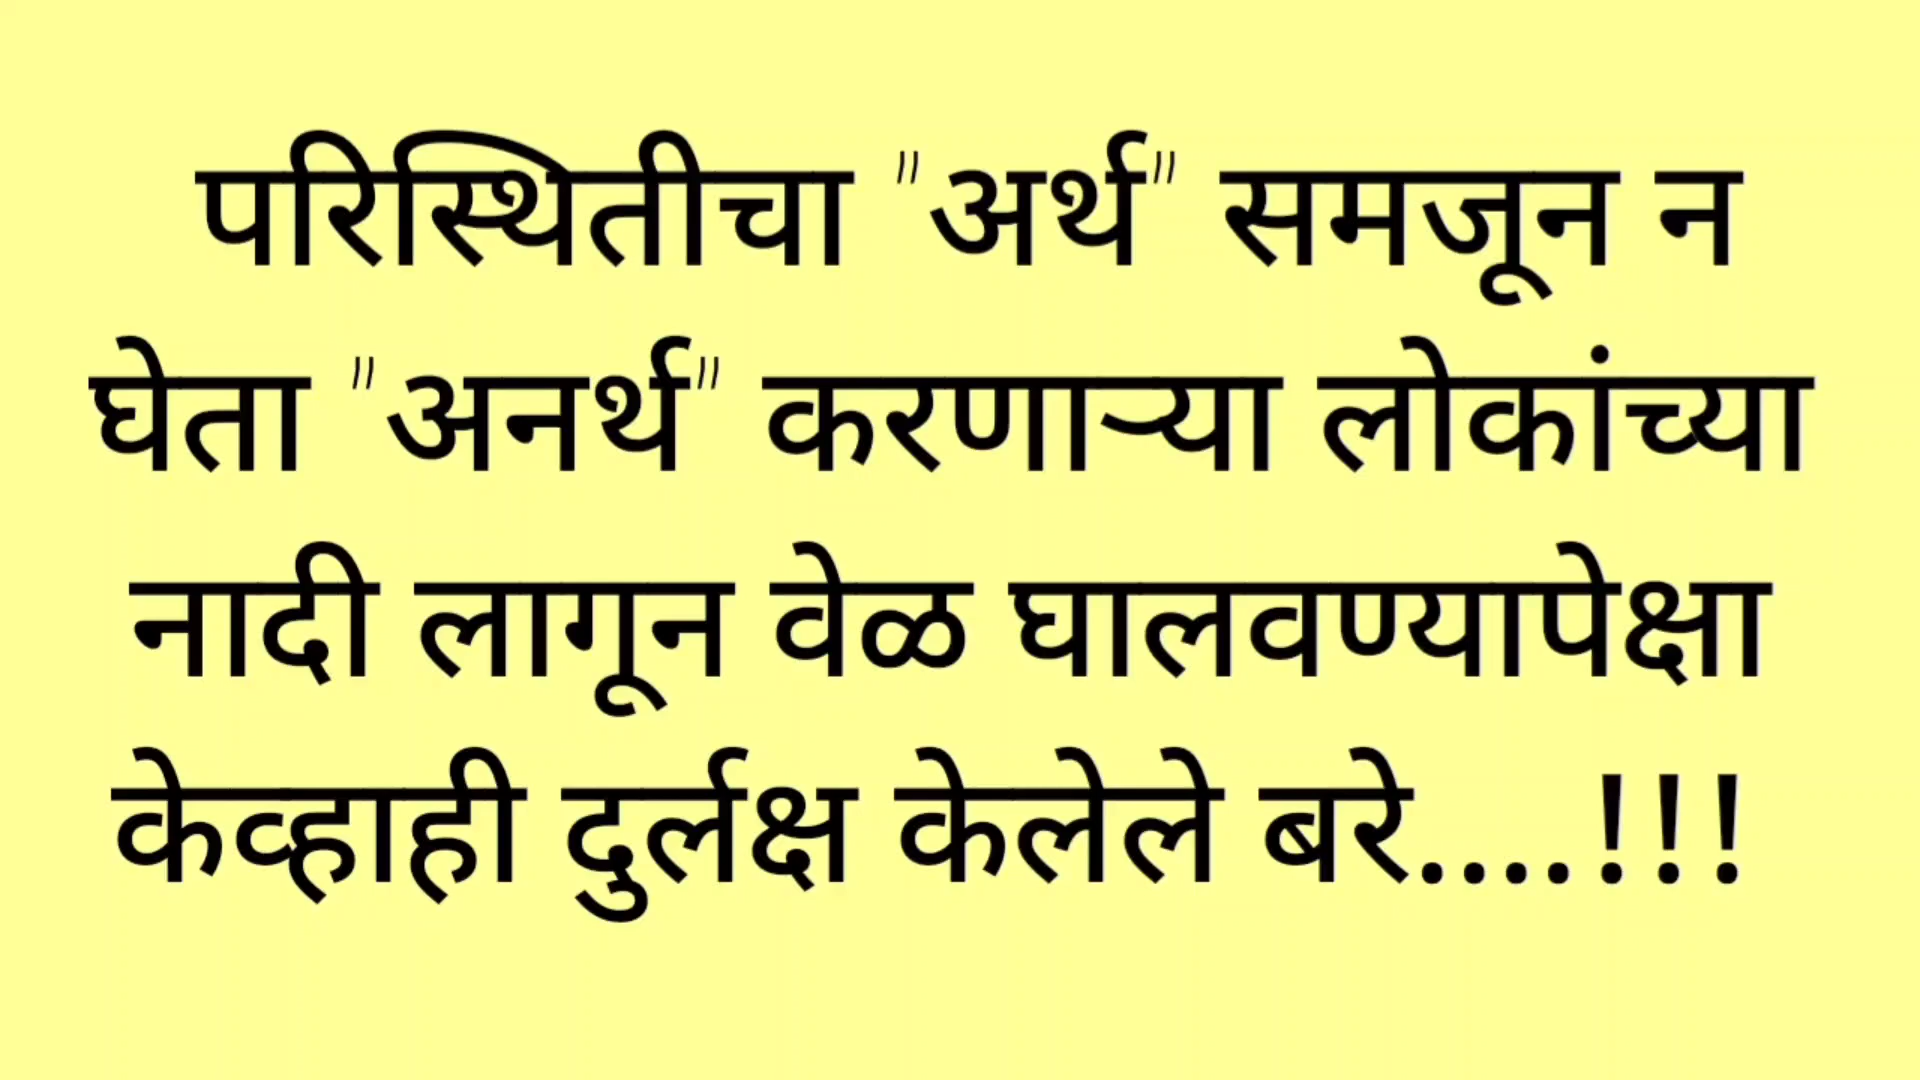 परिस्थितीचा "अर्थ" समजून न
घेता "अनर्थ" करणाऱ्या लोकांच्या
नादी लागून वेळ घालवण्यापेक्षा
केव्हाही दुर्लक्ष केलेले बरे....!!!